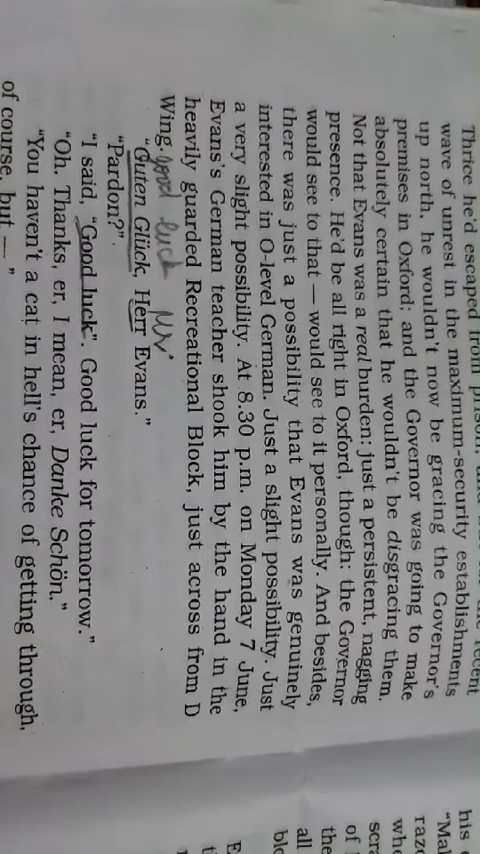 Thrice he'd escaped from prison, recent
wave of unrest in the maximum-security establishments
up north, he wouldn't now be gracing the Governor's
premises in Oxford; and the Governor was going to make
absolutely certain that he wouldn't be disgracing them.
Not that Evans was a real burden: just a persistent, nagging
presence. He'd be all right in Oxford, though: the Governor
would see to that — would see to it personally. And besides,
there was just a possibility that Evans was genuinely
interested in O-level German. Just a slight possibility. Just
a very slight possibility. At 8.30 p.m. on Monday 7 June,
Evans's German teacher shook him by the hand in the
heavily guarded Recreational Block, just across from D
Wing.
good luck Mr.
"Guten Glück, Herr Evans."
"Pardon?"
"I said, "Good luck". Good luck for tomorrow."
"Oh. Thanks, er, I mean, er, Danke Schön."
"You haven't a cat in hell's chance of getting through,
of course, but — "
his
"Ma
raz
wh
scra
of
the
all
blo
E
t